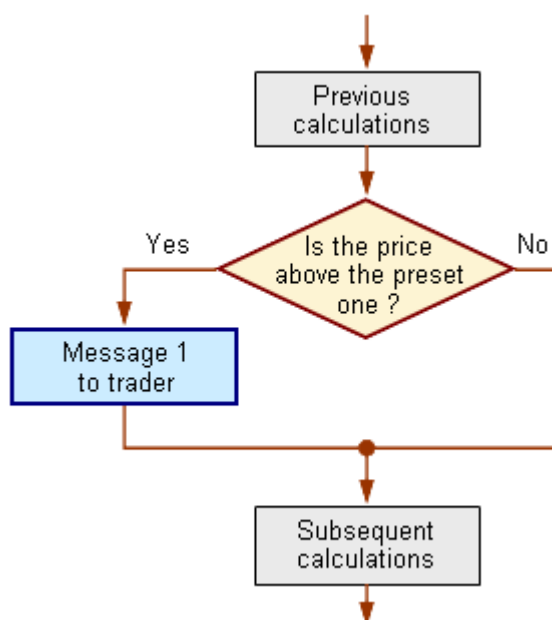 Previous
calculations
Yes
Is the price
above the preset
one ?
No
Message 1
to trader
Subsequent
calculations